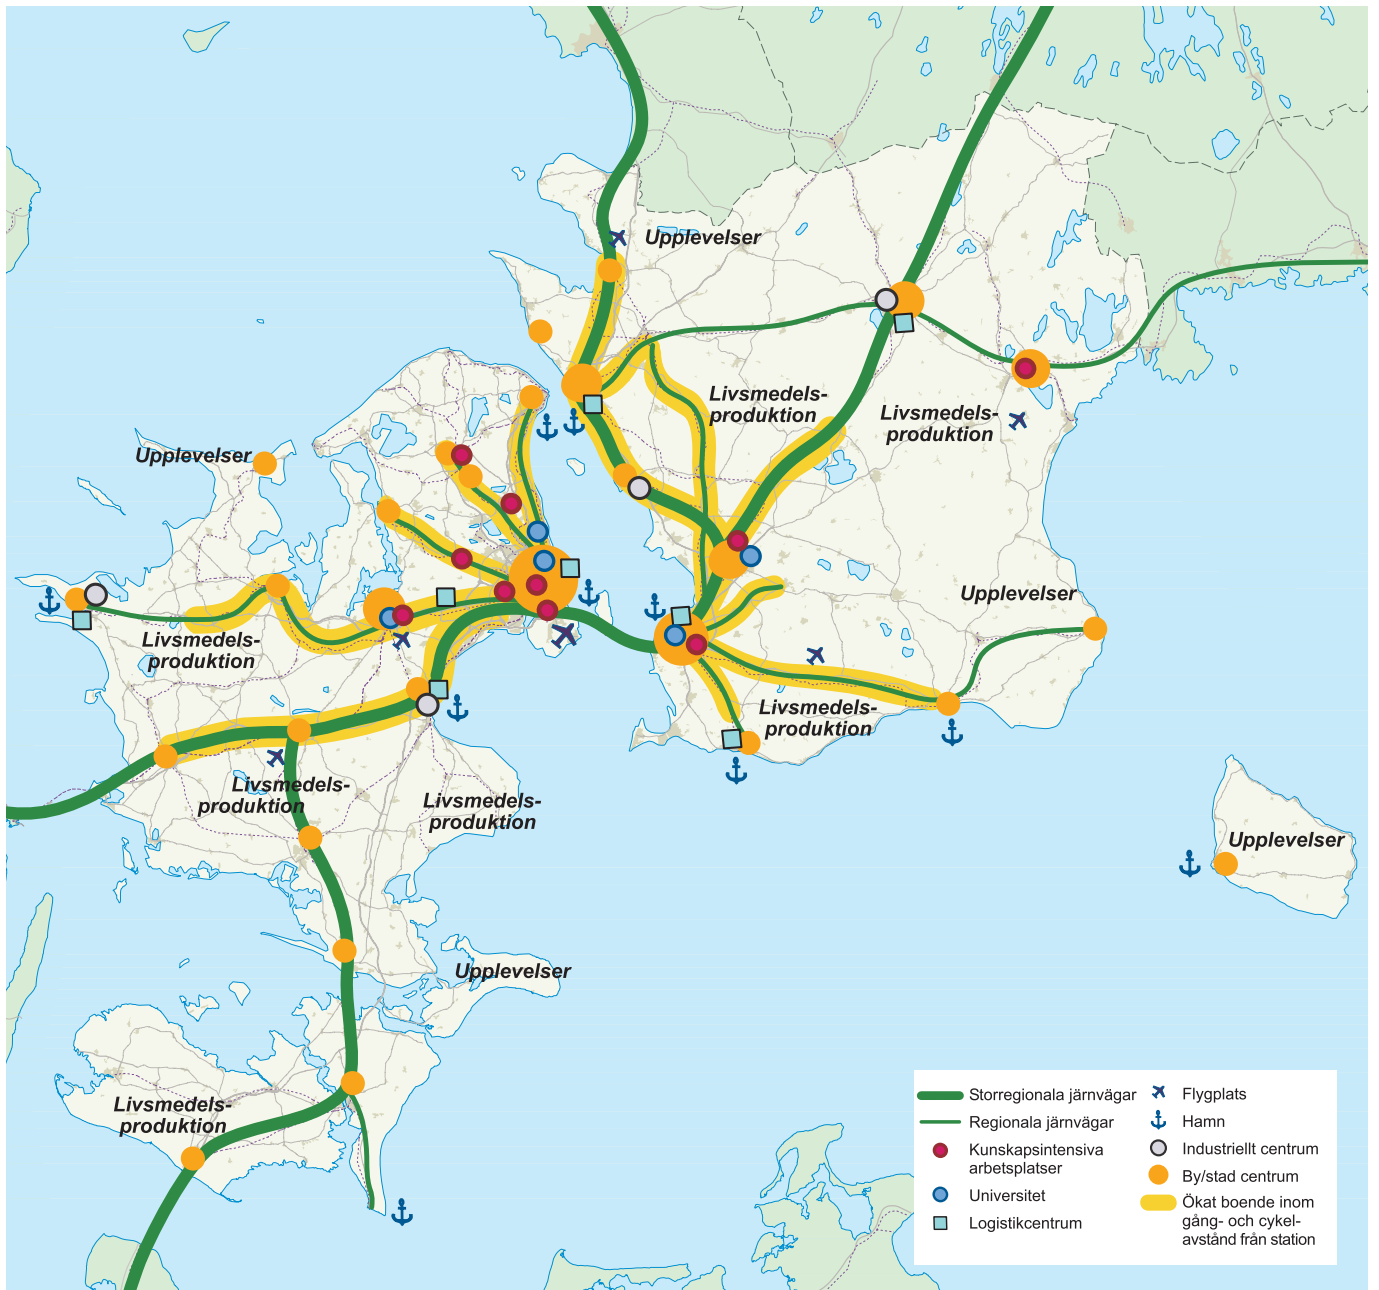 Upplevelser
Livsmedels-
produktion
Livsmedels-
produktion
Upplevelser
Upplevelser
Livsmedels-
produktion
Livsmedels-
produktion
Livsmedels-
produktion
Livsmedels-
produktion
Upplevelser
Upplevelser
Livsmedels-
produktion
Storregionala järnvägar
Regionala järnvägar
Kunskapsintensiva
arbetsplatser
Universitet
Logistikcentrum
Flygplats
Hamn
Industriellt centrum
By/stad centrum
Ökat boende inom
gång- och cykel-
avstånd från station